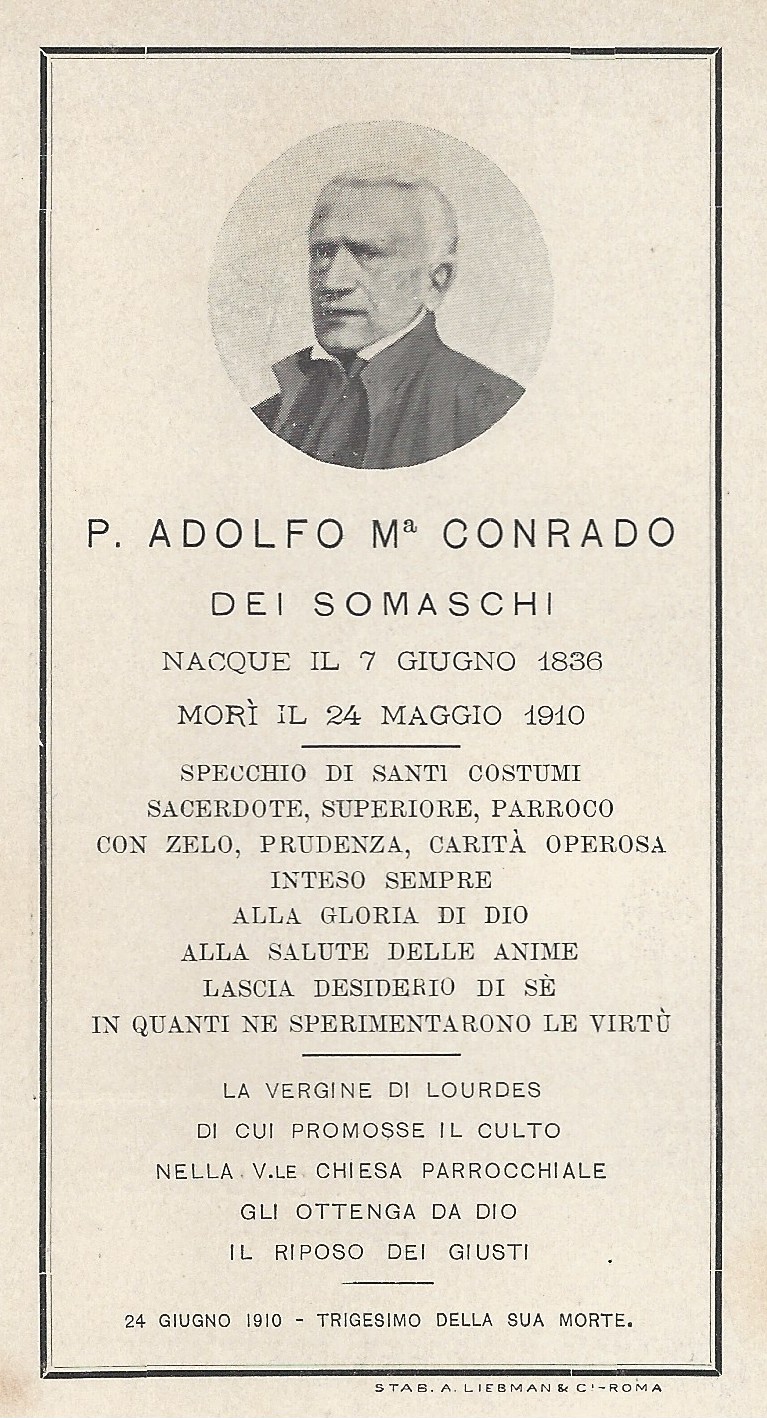 P. ADOLFO Mª CONRADO
DEI SOMASCHI
NACQUE IL 7 GIUGNO 1836
MORÌ IL 24 MAGGIO 1910
SPECCHIO DI SANTI COSTUMI
SACERDOTE, SUPERIORE, PARROCO
CON ZELO, PRUDENZA, CARITÀ OPEROSA
INTESO SEMPRE
ALLA GLORIA DI DIO
ALLA SALUTE DELLE ANIME
LASCIA DESIDERIO DI SÈ
IN QUANTI NE SPERIMENTARONO LE VIRTÙ
LA VERGINE DI LOURDES
DI CUI PROMOSSE IL CULTO
NELLA V.LE CHIESA PARROCCHIALE
GLI OTTENGA DA DIO
IL RIPOSO DEI GIUSTI
24 GIUGNO 1910 - TRIGESIMO DELLA SUA MORTE.
STAB. A. LIEBMAN & C!-ROMA